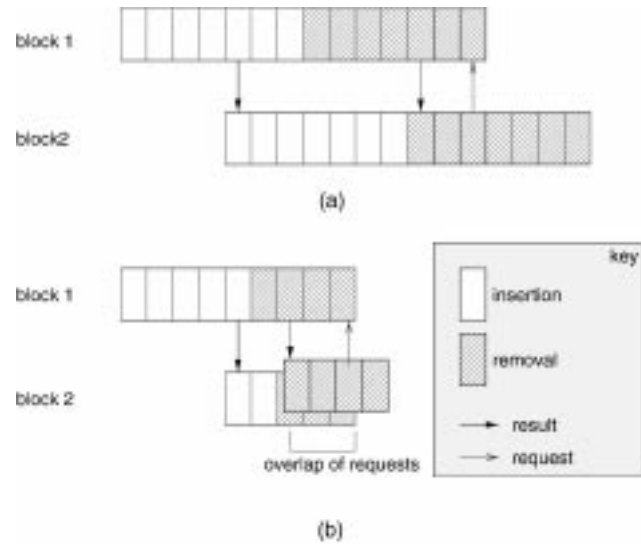 block 1
block2
(a)
block 1
block 2
overlap of requests
key
insertion
removal
result
request
(b)